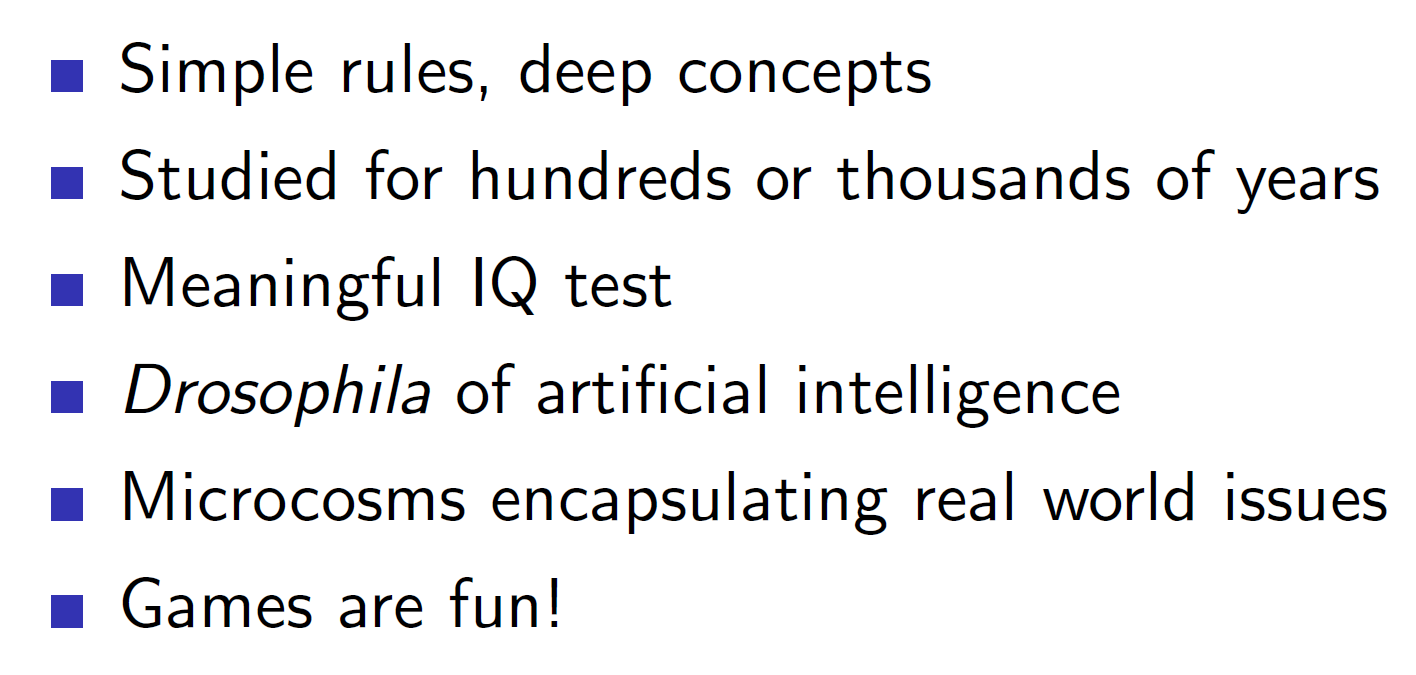 Simple rules, deep concepts
Studied for hundreds or thousands of years
Meaningful IQ test
Drosophila of artificial intelligence
Microcosms encapsulating real world issues
Games are fun!